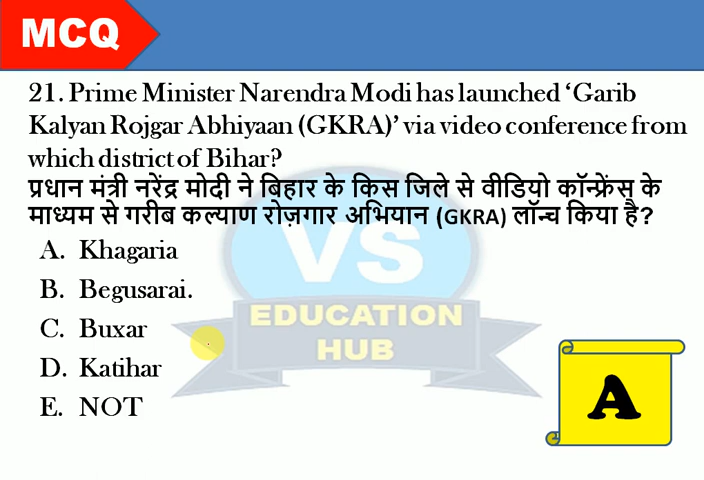 MCQ
21. Prime Minister Narendra Modi has launched ‘Garib
Kalyan Rojgar Abhiyaan (GKRA)’ via video conference from
which district of Bihar?
प्रधान मंत्री नरेंद्र मोदी ने बिहार के किस जिले से वीडियो कॉन्फ्रेंस के
माध्यम से गरीब कल्याण रोज़गार अभियान (GKRA) लॉन्च किया है?
A. Khagaria
B. Begusarai.
C. Buxar
D. Katihar
E. NOT
VS
EDUCATION
HUB
A